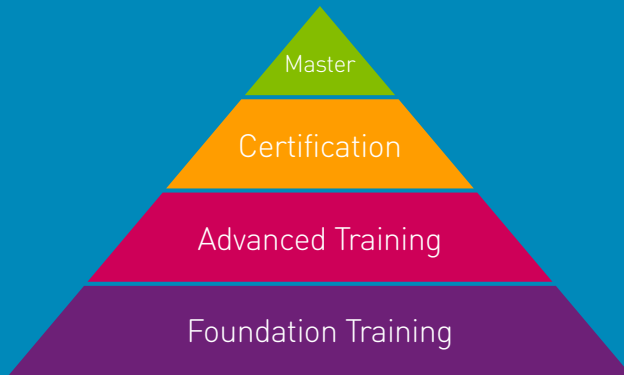 Master
Certification
Advanced Training
Foundation Training